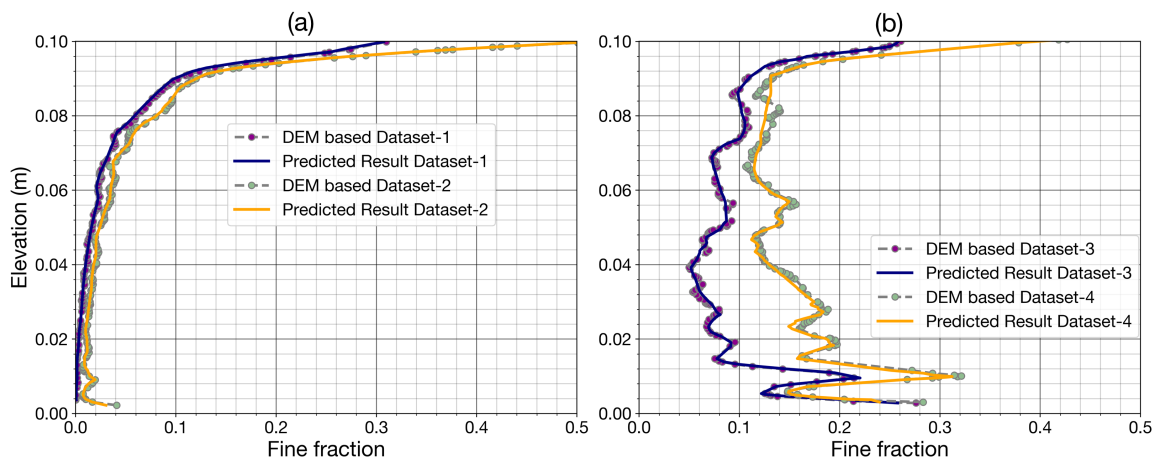 (a)
0.10
0.08
0.06
0.04
0.02
0.00
Elevation (m)
DEM based Dataset-1
Predicted Result Dataset-1
DEM based Dataset-2
Predicted Result Dataset-2
0.0 0.1 0.2 0.3 0.4 0.5
Fine fraction
(b)
0.10
0.08
0.06
0.04
0.02
0.00
DEM based Dataset-3
Predicted Result Dataset-3
DEM based Dataset-4
Predicted Result Dataset-4
0.0 0.1 0.2 0.3 0.4 0.5
Fine fraction